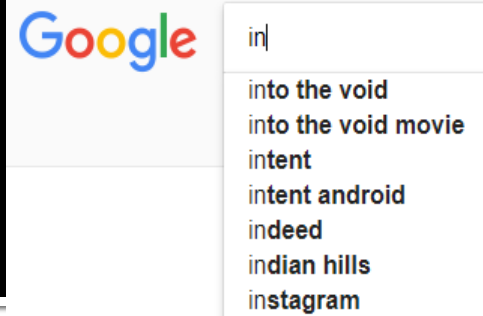 Google
in
into the void
into the void movie
intent
intent android
indeed
indian hills
instagram